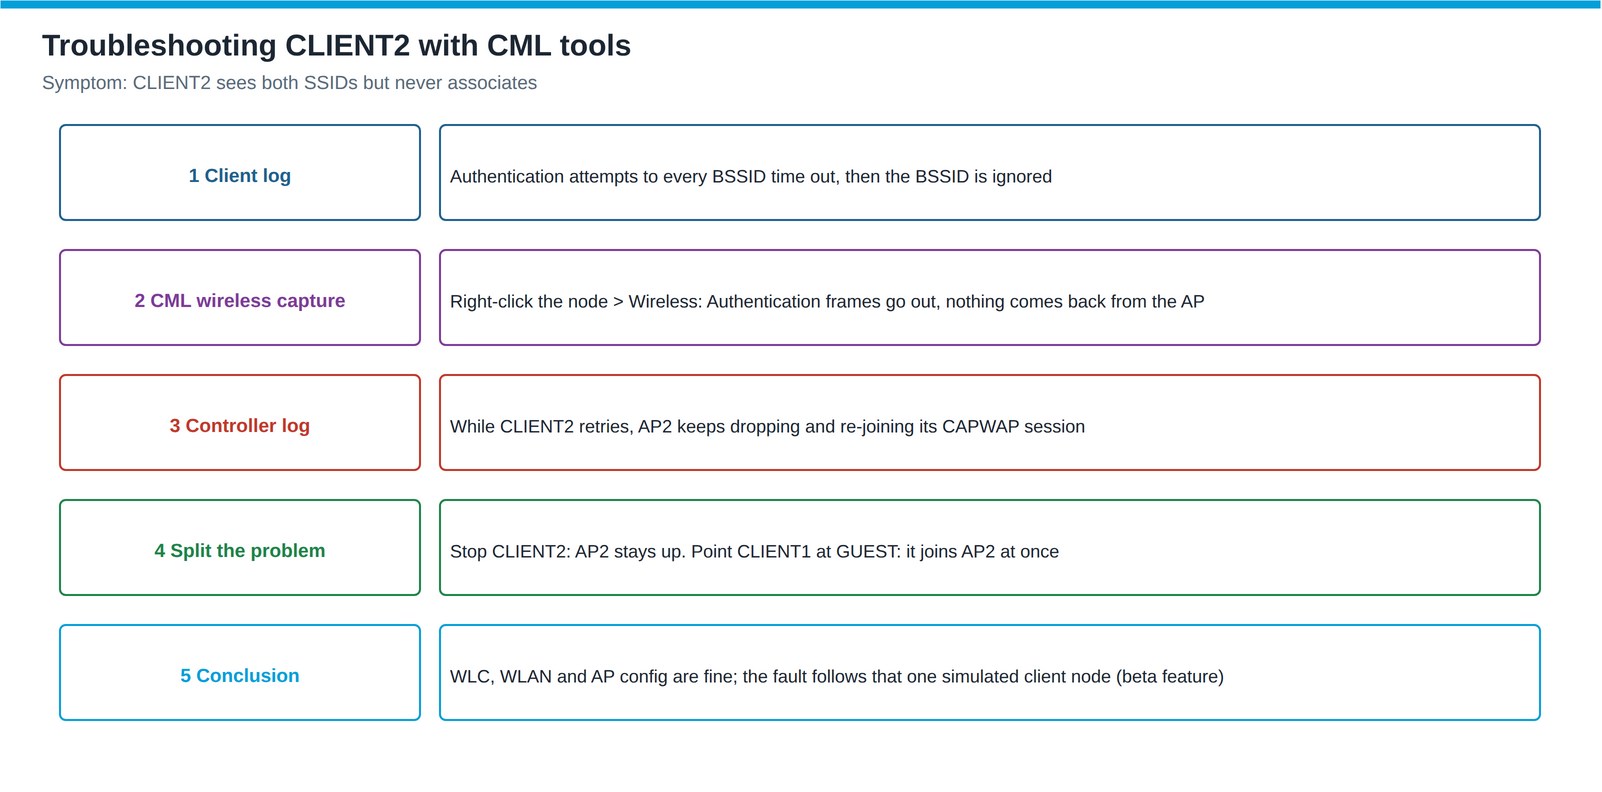 Troubleshooting CLIENT2 with CML tools
Symptom: CLIENT2 sees both SSIDs but never associates
1 Client log
Authentication attempts to every BSSID time out, then the BSSID is ignored
2 CML wireless capture
Right-click the node > Wireless: Authentication frames go out, nothing comes back from the AP
3 Controller log
While CLIENT2 retries, AP2 keeps dropping and re-joining its CAPWAP session
4 Split the problem
Stop CLIENT2: AP2 stays up. Point CLIENT1 at GUEST: it joins AP2 at once
5 Conclusion
WLC, WLAN and AP config are fine; the fault follows that one simulated client node (beta feature)